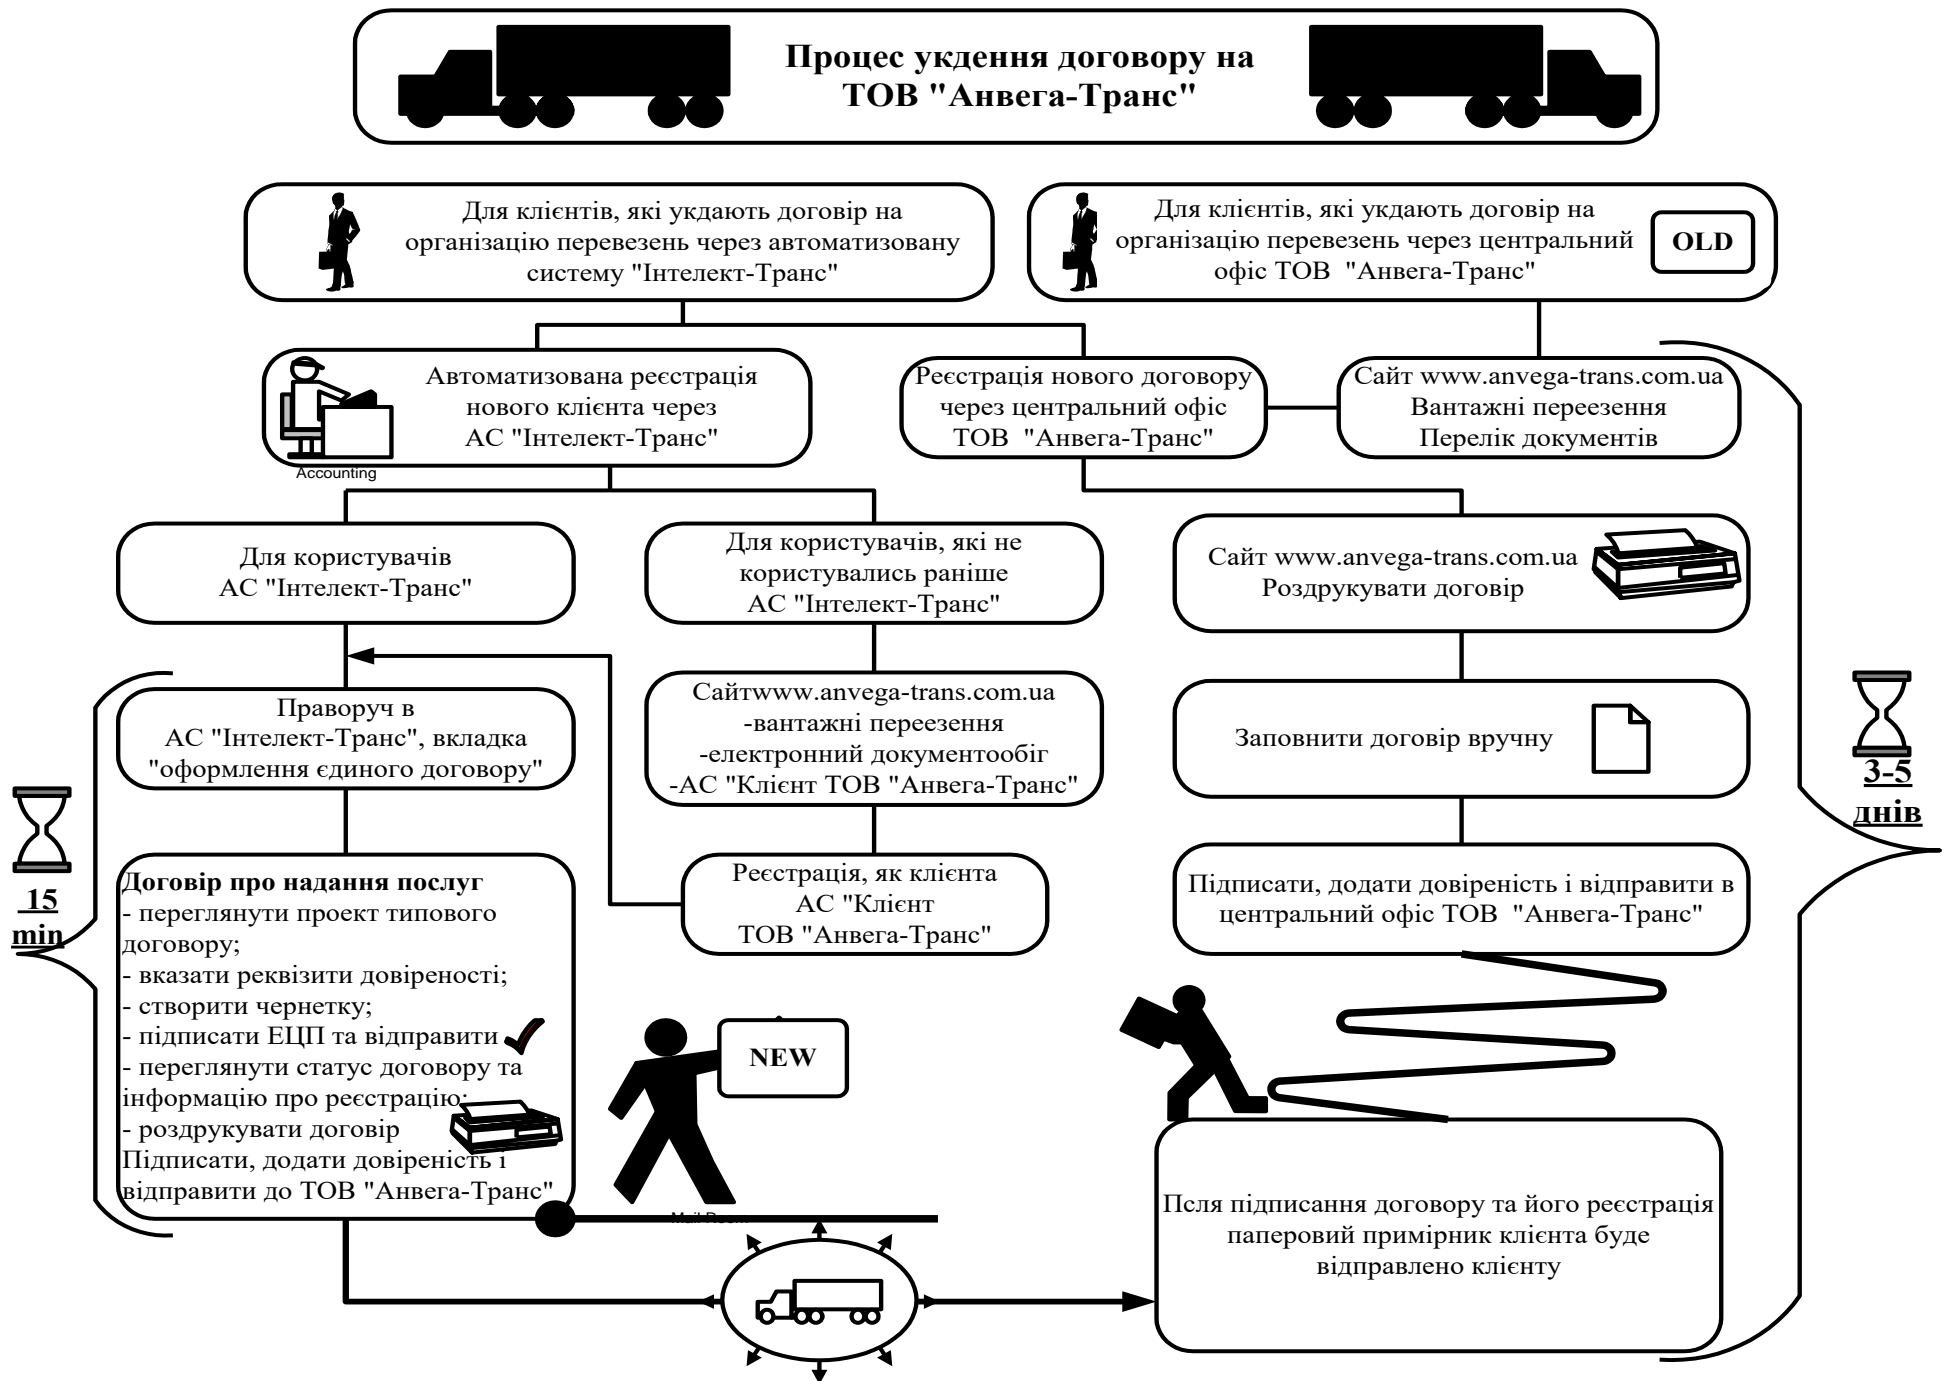 Процес укдення договору на
ТОВ "Анвега-Транс"
Для клієнтів, які укдають договір на
організацію перевезень через автоматизовану
систему "Інтелект-Транс"
Для клієнтів, які укдають договір на
організацію перевезень через центральний
офіс ТОВ "Анвега-Транс"
OLD
Автоматизована реєстрація
нового клієнта через
АС "Інтелект-Транс"
Accounting
Реєстрація нового договору
через центральний офіс
ТОВ "Анвега-Транс"
Сайт www.anvega-trans.com.ua
Вантажні переезення
Перелік документів
Для користувачів
АС "Інтелект-Транс"
Для користувачів, які не
користувались раніше
АС "Інтелект-Транс"
Сайт www.anvega-trans.com.ua
Роздрукувати договір
Праворуч в
АС "Інтелект-Транс", вкладка
"оформлення єдиного договору"
Сайтwww.anvega-trans.com.ua
-вантажні переезення
-електронний документообіг
-АС "Клієнт ТОВ "Анвега-Транс"
Заповнити договір вручну
3-5
днів
15
min
Договір про надання послуг
- переглянути проект типового
договору;
- вказати реквізити довіреності;
- створити чернетку;
- підписати ЕЦП та відправити
- переглянути статус договору та
інформацію про реєстрацію;
- роздрукувати договір
Підписати, додати довіреність і
відправити до ТОВ "Анвега-Транс"
Реєстрація, як клієнта
АС "Клієнт
ТОВ "Анвега-Транс"
Підписати, додати довіреність і відправити в
центральний офіс ТОВ "Анвега-Транс"
NEW
Mail Room
Псля підписання договору та його реєстрація
паперовий примірник клієнта буде
відправлено клієнту